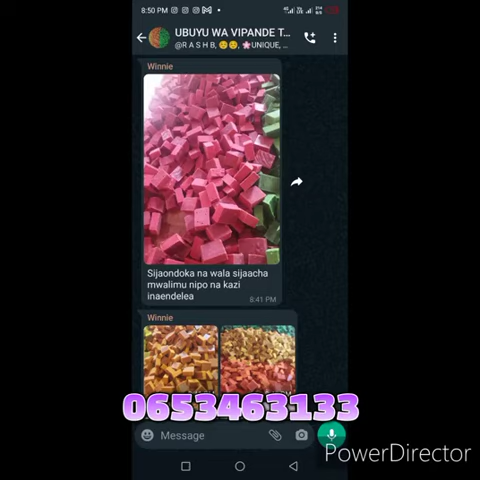 8:50 PM
UBUYU WA VIPANDE T...
@R A S H B, 😏😌, 🌸UNIQUE, ...
Winnie
Sijaondoka na wala sijaacha
mwalimu nipo na kazi
inaendelea
8:41 PM
Winnie
0653463133
Message
PowerDirector